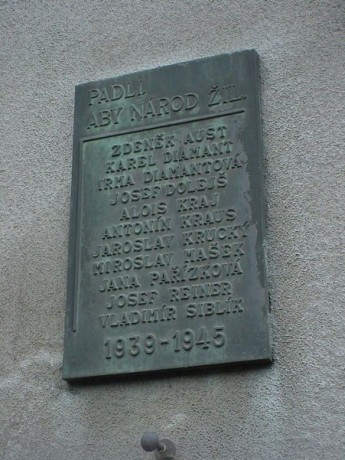 PADLI,
ABY NÁROD ŽIL.
ZDENĚK AUST
KAREL DIAMANT
IRMA DIAMANTOVÁ
JOSEF DOLEJŠ
ALOIS KRAJ
ANTONÍN KRAUS
JAROSLAV KRUCKÝ
MIROSLAV MAŠEK
JANA PAŘÍZKOVÁ
JOSEF REINER
VLADIMÍR SIBLÍK
1939-1945